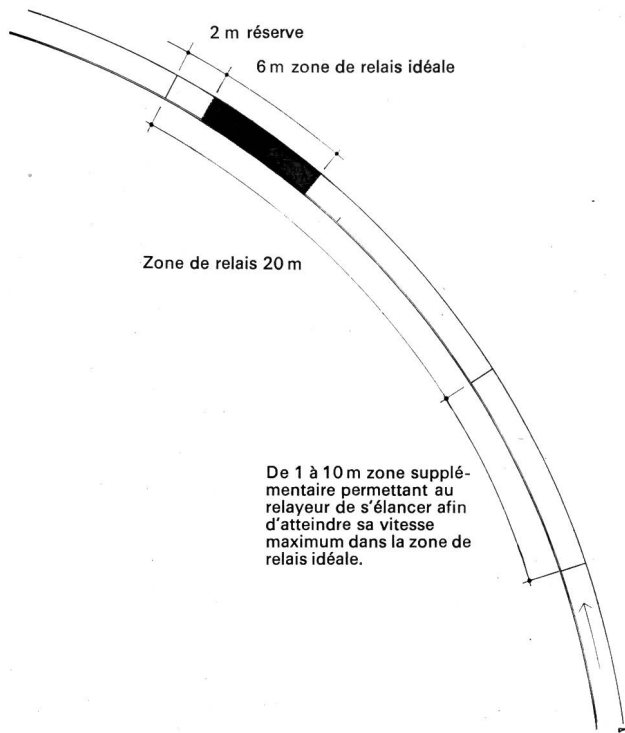 2 m réserve
6 m zone de relais idéale
Zone de relais 20 m
De 1 à 10 m zone supplé-
mentaire permettant au
relayeur de s'élancer afin
d'atteindre sa vitesse
maximum dans la zone de
relais idéale.